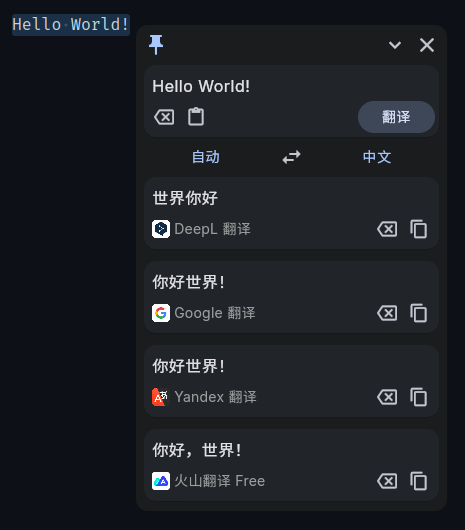 Hello World!
Hello World!
翻译
自动
中文
世界你好
DeepL 翻译
你好世界！
Google 翻译
你好世界！
Yandex 翻译
你好，世界！
火山翻译 Free